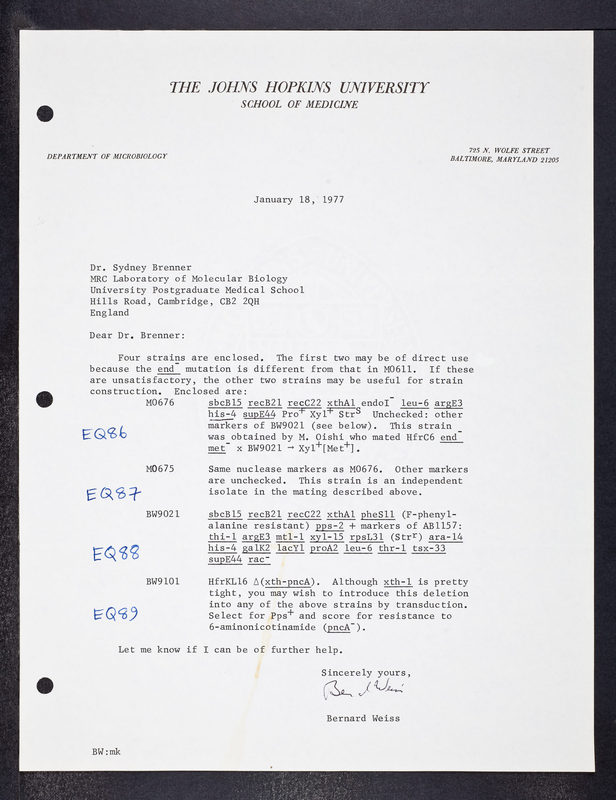 THE JOHNS HOPKINS UNIVERSITY
SCHOOL OF MEDICINE
DEPARTMENT OF MICROBIOLOGY
725 N. WOLFE STREET
BALTIMORE, MARYLAND 21205
January 18, 1977
Dr. Sydney Brenner
MRC Laboratory of Molecular Biology
University Postgraduate Medical School
Hills Road, Cambridge, CB2 2QH
England
Dear Dr. Brenner:
Four strains are enclosed. The first two may be of direct use
because the end⁻ mutation is different from that in MO611. If these
are unsatisfactory, the other two strains may be useful for strain
construction. Enclosed are:
MO676 sbcB15 recB21 recC22 xthA1 endoI⁻ leu-6 argE3
his-4 supE44 Pro⁺ Xyl⁺ Strˢ Unchecked: other
markers of BW9021 (see below). This strain
EQ86 was obtained by M. Oishi who mated HfrC6 end⁻
met⁻ x BW9021 → Xyl⁺[Met⁺].
MO675 Same nuclease markers as MO676. Other markers
are unchecked. This strain is an independent
EQ87 isolate in the mating described above.
BW9021 sbcB15 recB21 recC22 xthA1 pheS11 (F-phenyl-
alanine resistant) pps-2 + markers of AB1157:
thi-1 argE3 mtl-1 xyl-15 rpsL31 (Strʳ) ara-14
EQ88 his-4 galK2 lacY1 proA2 leu-6 thr-1 tsx-33
supE44 rac⁻
BW9101 HfrKL16 Δ(xth-pncA). Although xth-1 is pretty
tight, you may wish to introduce this deletion
into any of the above strains by transduction.
EQ89 Select for Pps⁺ and score for resistance to
6-aminonicotinamide (pncA⁻).
Let me know if I can be of further help.
Sincerely yours,
Bernard Weiss
Bernard Weiss
BW:mk